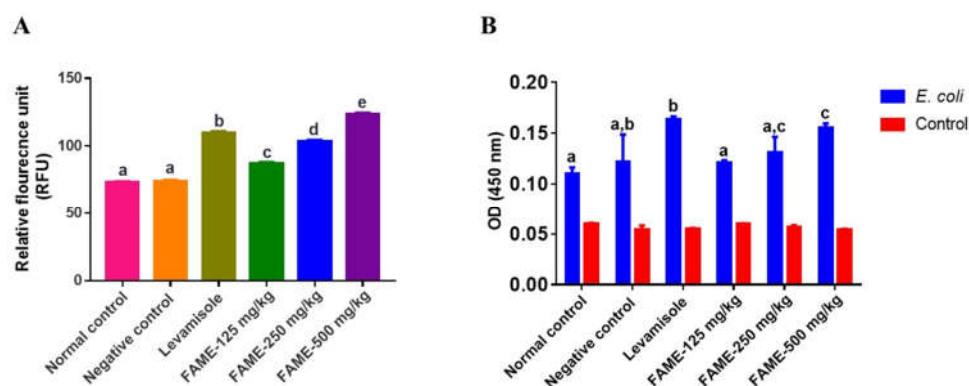 A
Relative flourecnce unit
(RFU)
150
100
50
0
a
a
b
c
d
e
Normal control
Negative control
Levamisole
FAME-125 mg/kg
FAME-250 mg/kg
FAME-500 mg/kg
B
OD (450 nm)
0.20
0.15
0.10
0.05
0.00
a
a,b
b
a
a,c
c
Normal control
Negative control
Levamisole
FAME-125 mg/kg
FAME-250 mg/kg
FAME-500 mg/kg
E. coli
Control